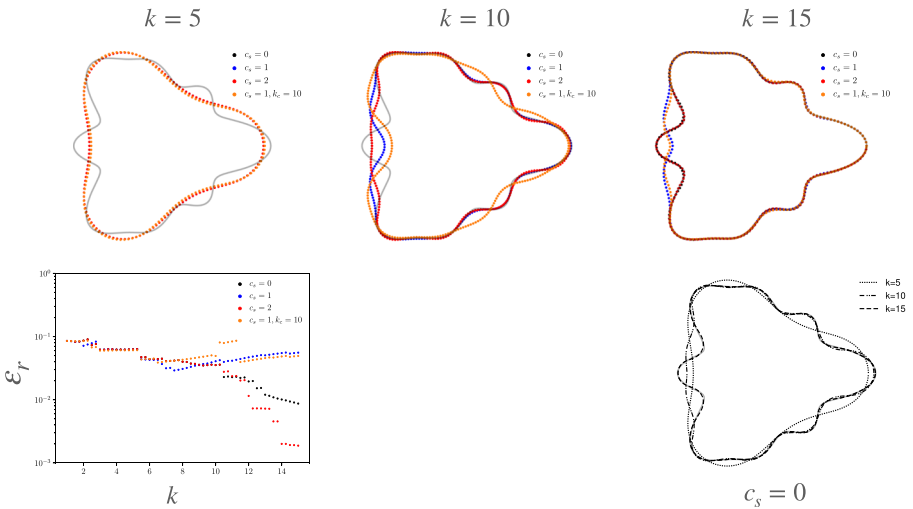 k = 5
k = 10
k = 15
c_s = 0
c_s = 1
c_s = 2
c_s = 1, k_c = 10
c_s = 0
c_s = 1
c_s = 2
c_s = 1, k_c = 10
c_s = 0
c_s = 1
c_s = 2
c_s = 1, k_c = 10
10^0
10^{-1}
10^{-2}
10^{-3}
ε_r
c_s = 0
c_s = 1
c_s = 2
c_s = 1, k_c = 10
2 4 6 8 10 12 14
k
k=5
k=10
k=15
c_s = 0